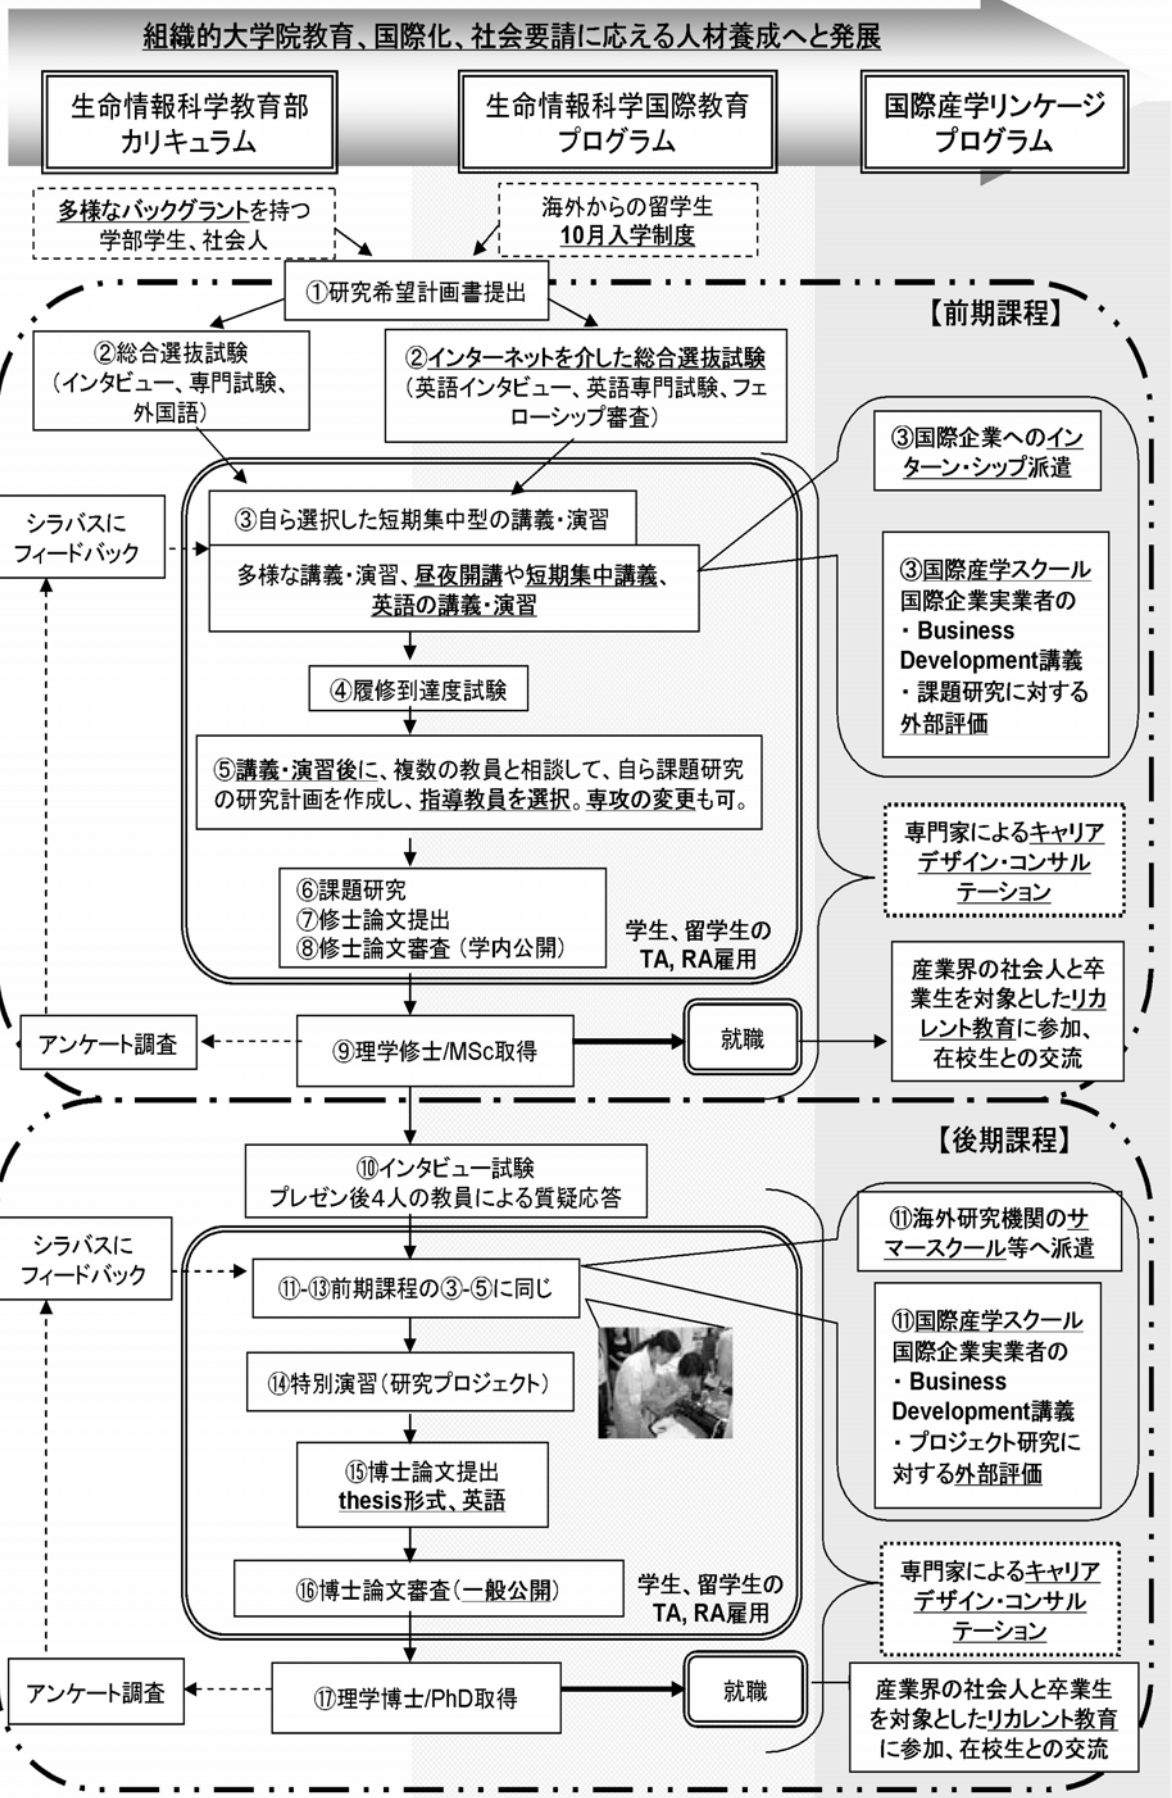 組織的大学院教育、国際化、社会要請に応える人材養成へと発展
生命情報科学教育部
カリキュラム
生命情報科学国際教育
プログラム
国際産学リンケージ
プログラム
多様なバックグラントを持つ
学部学生、社会人
海外からの留学生
10月入学制度
①研究希望計画書提出
【前期課程】
②総合選抜試験
（インタビュー、専門試験、
外国語）
②インターネットを介した総合選抜試験
（英語インタビュー、英語専門試験、フェ
ローシップ審査）
③国際企業へのイン
ターン・シップ派遣
シラバスに
フィードバック
③自ら選択した短期集中型の講義・演習
多様な講義・演習、昼夜開講や短期集中講義、
英語の講義・演習
③国際産学スクール
国際企業実業者の
・Business
Development講義
・課題研究に対する
外部評価
④履修到達度試験
⑤講義・演習後に、複数の教員と相談して、自ら課題研究
の研究計画を作成し、指導教員を選択。専攻の変更も可。
専門家によるキャリア
デザイン・コンサル
テーション
⑥課題研究
⑦修士論文提出
⑧修士論文審査（学内公開）
学生、留学生の
TA, RA雇用
産業界の社会人と卒
業生を対象としたリカ
レント教育に参加、
在校生との交流
アンケート調査
⑨理学修士/MSc取得
就職
【後期課程】
⑩インタビュー試験
プレゼン後４人の教員による質疑応答
⑪海外研究機関のサ
マースクール等へ派遣
シラバスに
フィードバック
⑪-⑬前期課程の③-⑤に同じ
⑪国際産学スクール
国際企業実業者の
・Business
Development講義
・プロジェクト研究に
対する外部評価
⑭特別演習（研究プロジェクト）
⑮博士論文提出
thesis形式、英語
⑯博士論文審査（一般公開）
学生、留学生の
TA, RA雇用
専門家によるキャリア
デザイン・コンサル
テーション
アンケート調査
⑰理学博士/PhD取得
就職
産業界の社会人と卒業生
を対象としたリカレント教育
に参加、在校生との交流